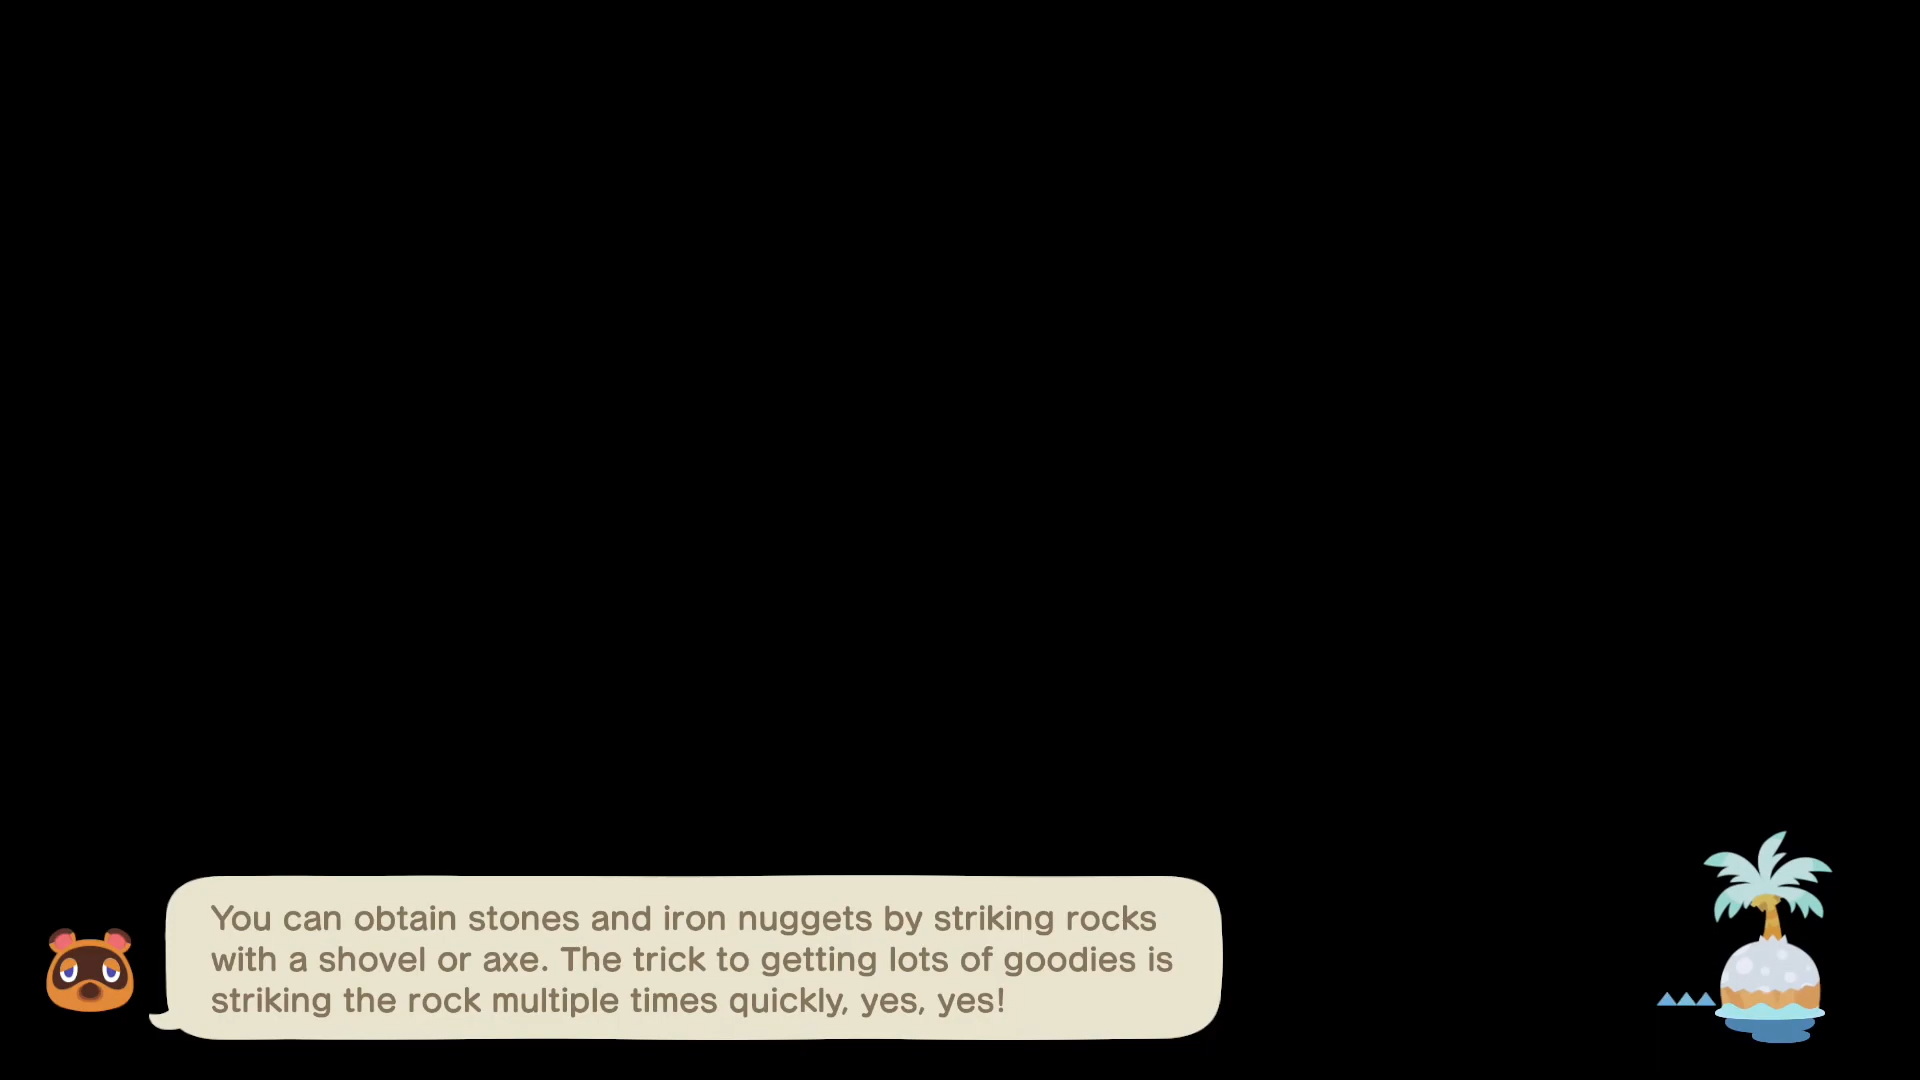 You can obtain stones and iron nuggets by striking rocks
with a shovel or axe. The trick to getting lots of goodies is
striking the rock multiple times quickly, yes, yes!